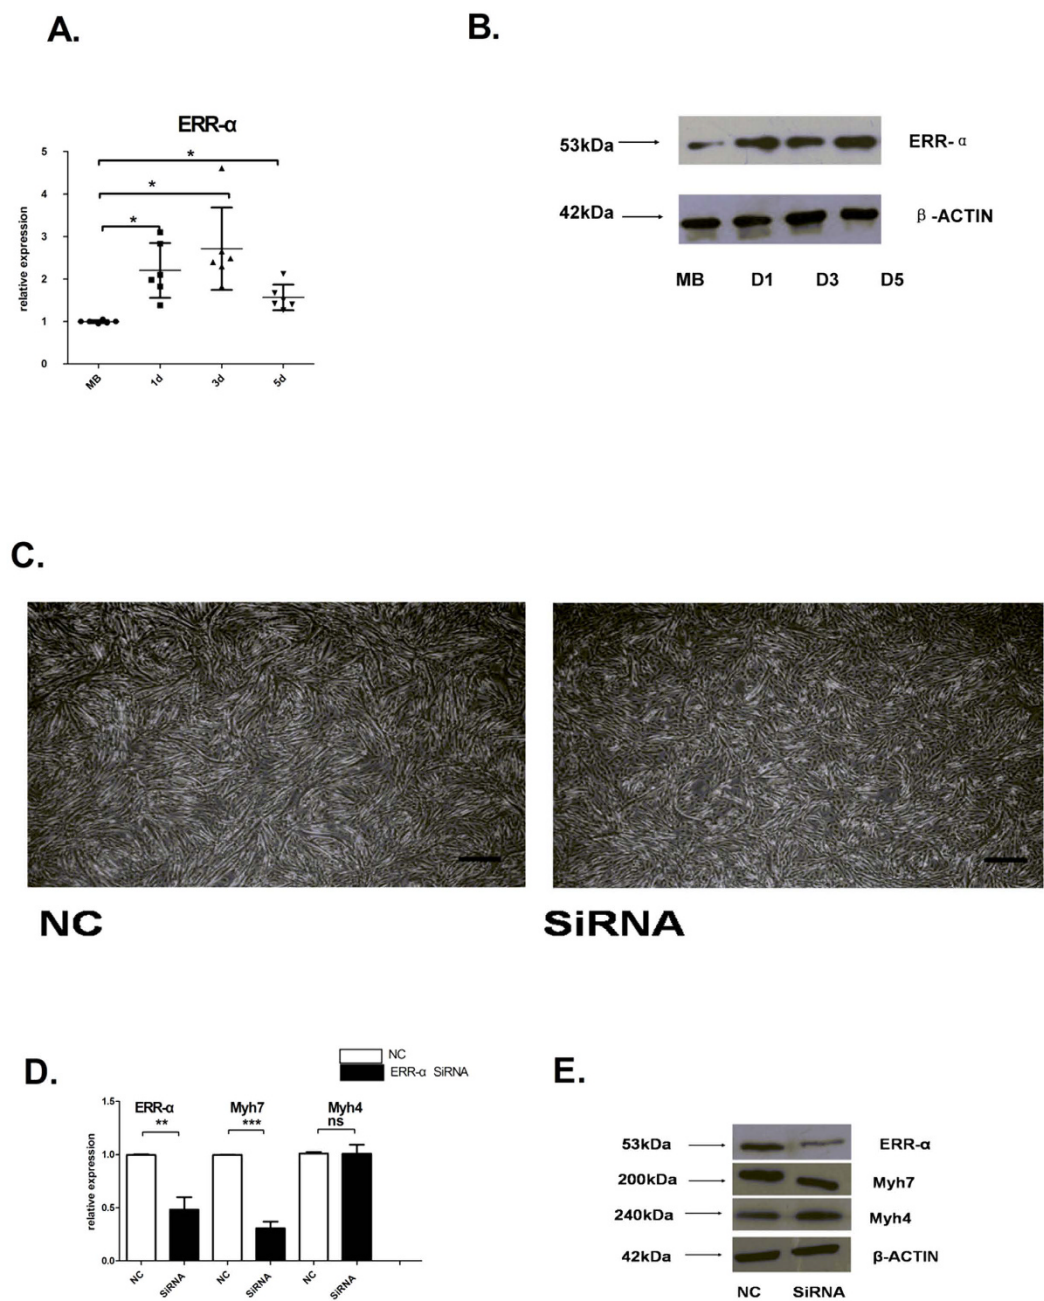 A.
ERR-α
relative expression
5
4
3
2
1
0
*
*
*
MB
1d
3d
5d
B.
53kDa
ERR-α
42kDa
β-ACTIN
MB D1 D3 D5
C.
NC
SiRNA
D.
NC
ERR-α SiRNA
relative expression
1.5
1.0
0.5
0.0
ERR-α Myh7 Myh4
** *** ns
NC
SiRNA
NC
SiRNA
NC
SiRNA
E.
53kDa ERR-α
200kDa Myh7
240kDa Myh4
42kDa β-ACTIN
NC SiRNA